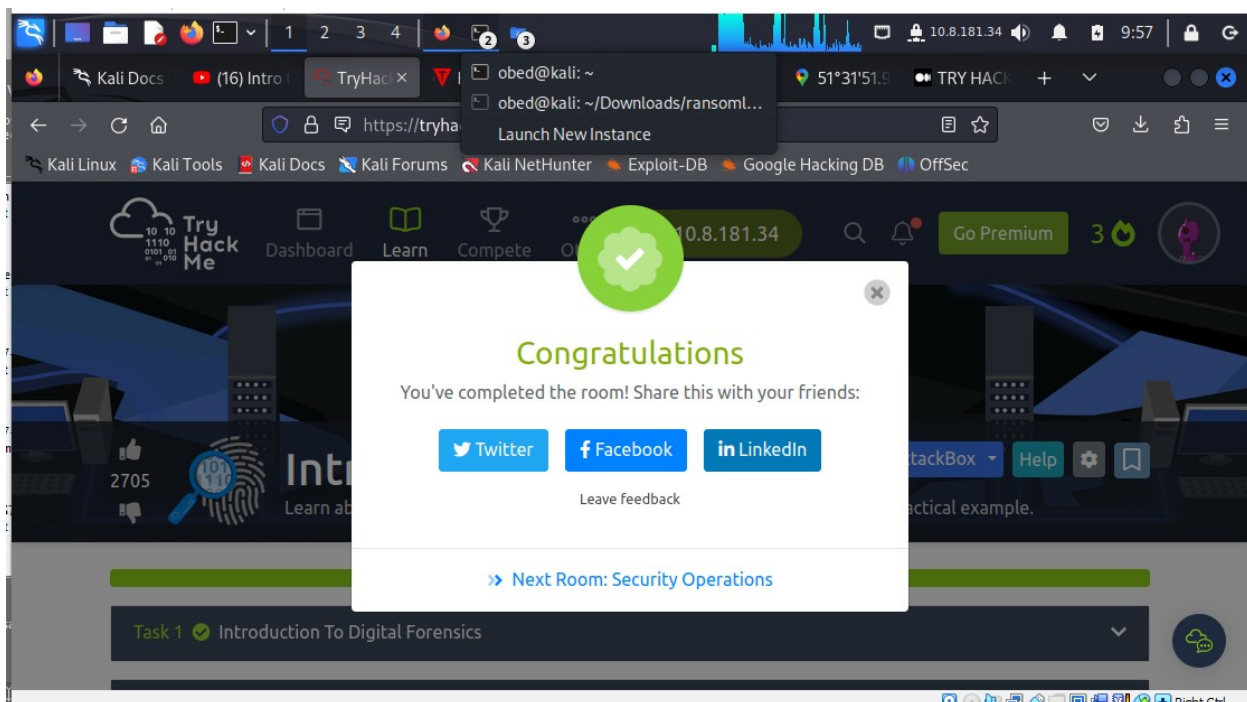 1 2 3 4 2 3 10.8.181.34 9:57
Kali Docs (16) Intro t TryHac 51°31'51.9 TRY HACK
obed@kali: ~
obed@kali: ~/Downloads/ransoml...
Launch New Instance
https://tryha
Kali Linux Kali Tools Kali Docs Kali Forums Kali NetHunter Exploit-DB Google Hacking DB OffSec
Try Hack Me
Dashboard Learn Compete 10.8.181.34 Go Premium 3
Congratulations
You've completed the room! Share this with your friends:
Twitter Facebook LinkedIn
Leave feedback
2705
Intr
Learn ab
tackBox Help
actical example.
Next Room: Security Operations
Task 1 Introduction To Digital Forensics
Right Ctrl